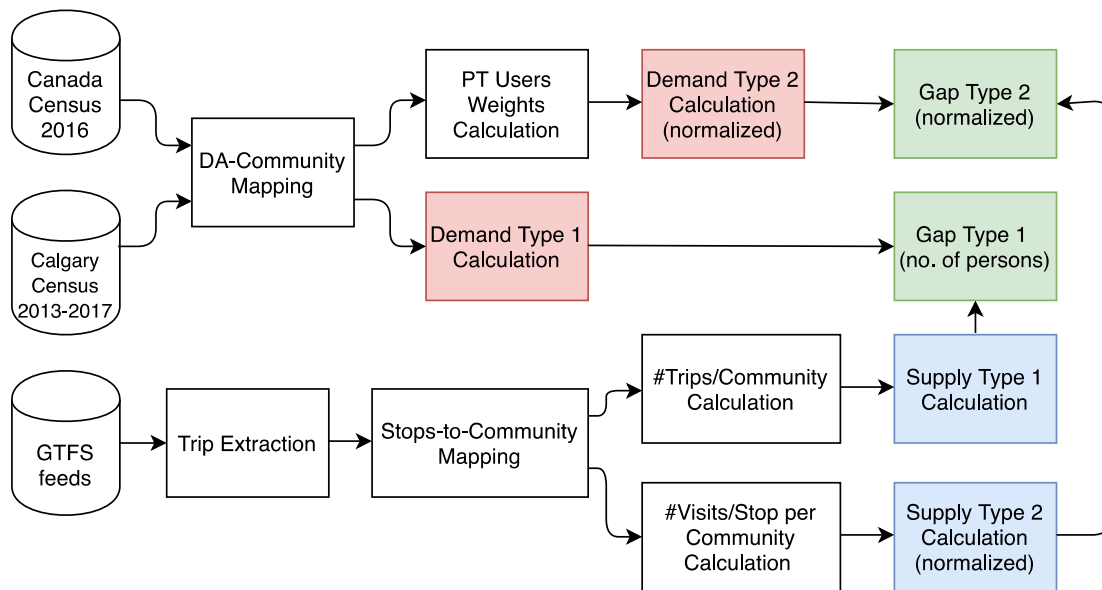 Canada
Census
2016
PT Users
Weights
Calculation
Demand Type 2
Calculation
(normalized)
Gap Type 2
(normalized)
DA-Community
Mapping
Calgary
Census
2013-2017
Demand Type 1
Calculation
Gap Type 1
(no. of persons)
GTFS
feeds
Trip Extraction
Stops-to-Community
Mapping
#Trips/Community
Calculation
Supply Type 1
Calculation
#Visits/Stop per
Community
Calculation
Supply Type 2
Calculation
(normalized)